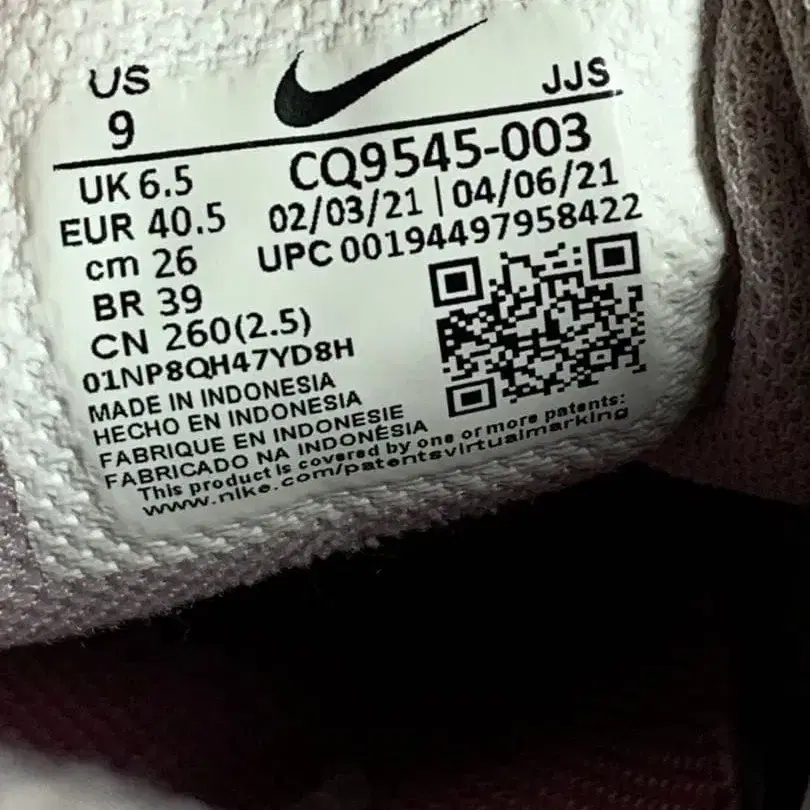 US
9
JJS
UK 6.5
EUR 40.5
cm 26
BR 39
CN 260(2.5)
CQ9545-003
02/03/21 | 04/06/21
UPC 00194497958422
01NP8QH47YD8H
MADE IN INDONESIA
HECHO EN INDONESIA
FABRIQUE EN INDONESIE
FABRICADO NA INDONÉSIA
This product is covered by one or more patents:
www.nike.com/patentsvirtualmarking